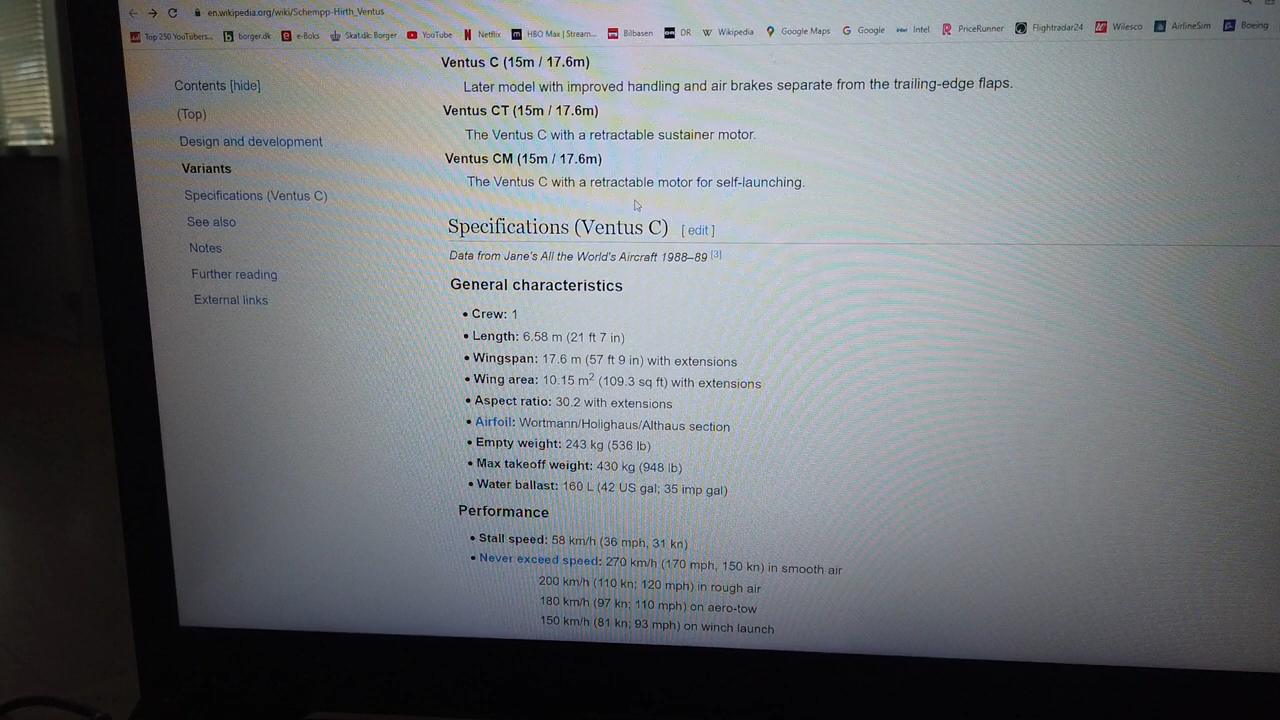 en.wikipedia.org/wiki/Schempp-Hirth_Ventus
Top 250 YouTubers... borger.dk e-Boks Skat.dk: Borger YouTube Netflix HBO Max | Stream... Bilbasen DR Wikipedia Google Maps Google Intel PriceRunner Flightradar24 Wilesco AirlineSim Boeing
Contents [hide]
(Top)
Design and development
Variants
Specifications (Ventus C)
See also
Notes
Further reading
External links
Ventus C (15m / 17.6m)
Later model with improved handling and air brakes separate from the trailing-edge flaps.
Ventus CT (15m / 17.6m)
The Ventus C with a retractable sustainer motor.
Ventus CM (15m / 17.6m)
The Ventus C with a retractable motor for self-launching.
Specifications (Ventus C) [ edit ]
Data from Jane's All the World's Aircraft 1988–89 [3]
General characteristics
• Crew: 1
• Length: 6.58 m (21 ft 7 in)
• Wingspan: 17.6 m (57 ft 9 in) with extensions
• Wing area: 10.15 m2 (109.3 sq ft) with extensions
• Aspect ratio: 30.2 with extensions
• Airfoil: Wortmann/Holighaus/Althaus section
• Empty weight: 243 kg (536 lb)
• Max takeoff weight: 430 kg (948 lb)
• Water ballast: 160 L (42 US gal; 35 imp gal)
Performance
• Stall speed: 58 km/h (36 mph, 31 kn)
• Never exceed speed: 270 km/h (170 mph, 150 kn) in smooth air
200 km/h (110 kn; 120 mph) in rough air
180 km/h (97 kn; 110 mph) on aero-tow
150 km/h (81 kn; 93 mph) on winch launch